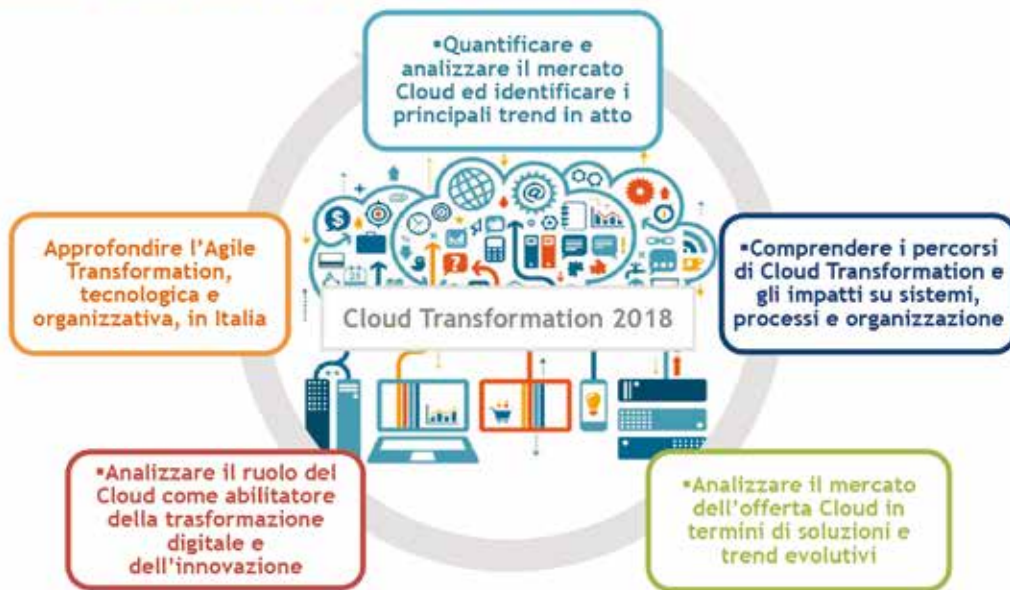 ▪Quantificare e
analizzare il mercato
Cloud ed identificare i
principali trend in atto
Approfondire l'Agile
Transformation,
tecnologica e
organizzativa, in Italia
▪Comprendere i percorsi
di Cloud Transformation e
gli impatti su sistemi,
processi e organizzazione
Cloud Transformation 2018
▪Analizzare il ruolo del
Cloud come abilitatore
della trasformazione
digitale e
dell'innovazione
▪Analizzare il mercato
dell'offerta Cloud in
termini di soluzioni e
trend evolutivi